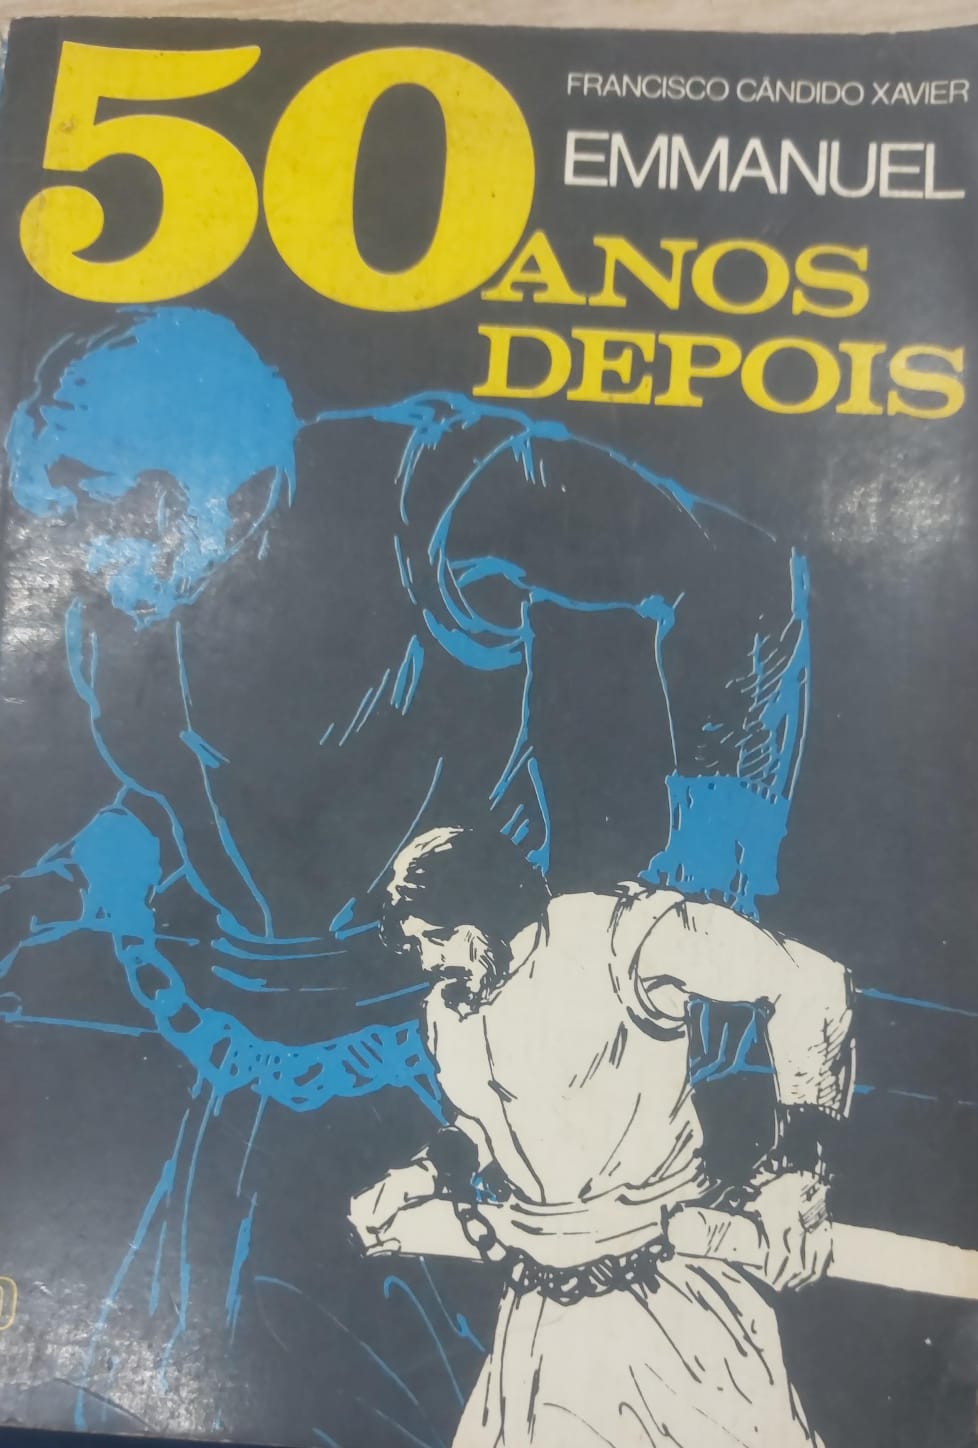 FRANCISCO CÂNDIDO XAVIER
EMMANUEL
50 ANOS
DEPOIS